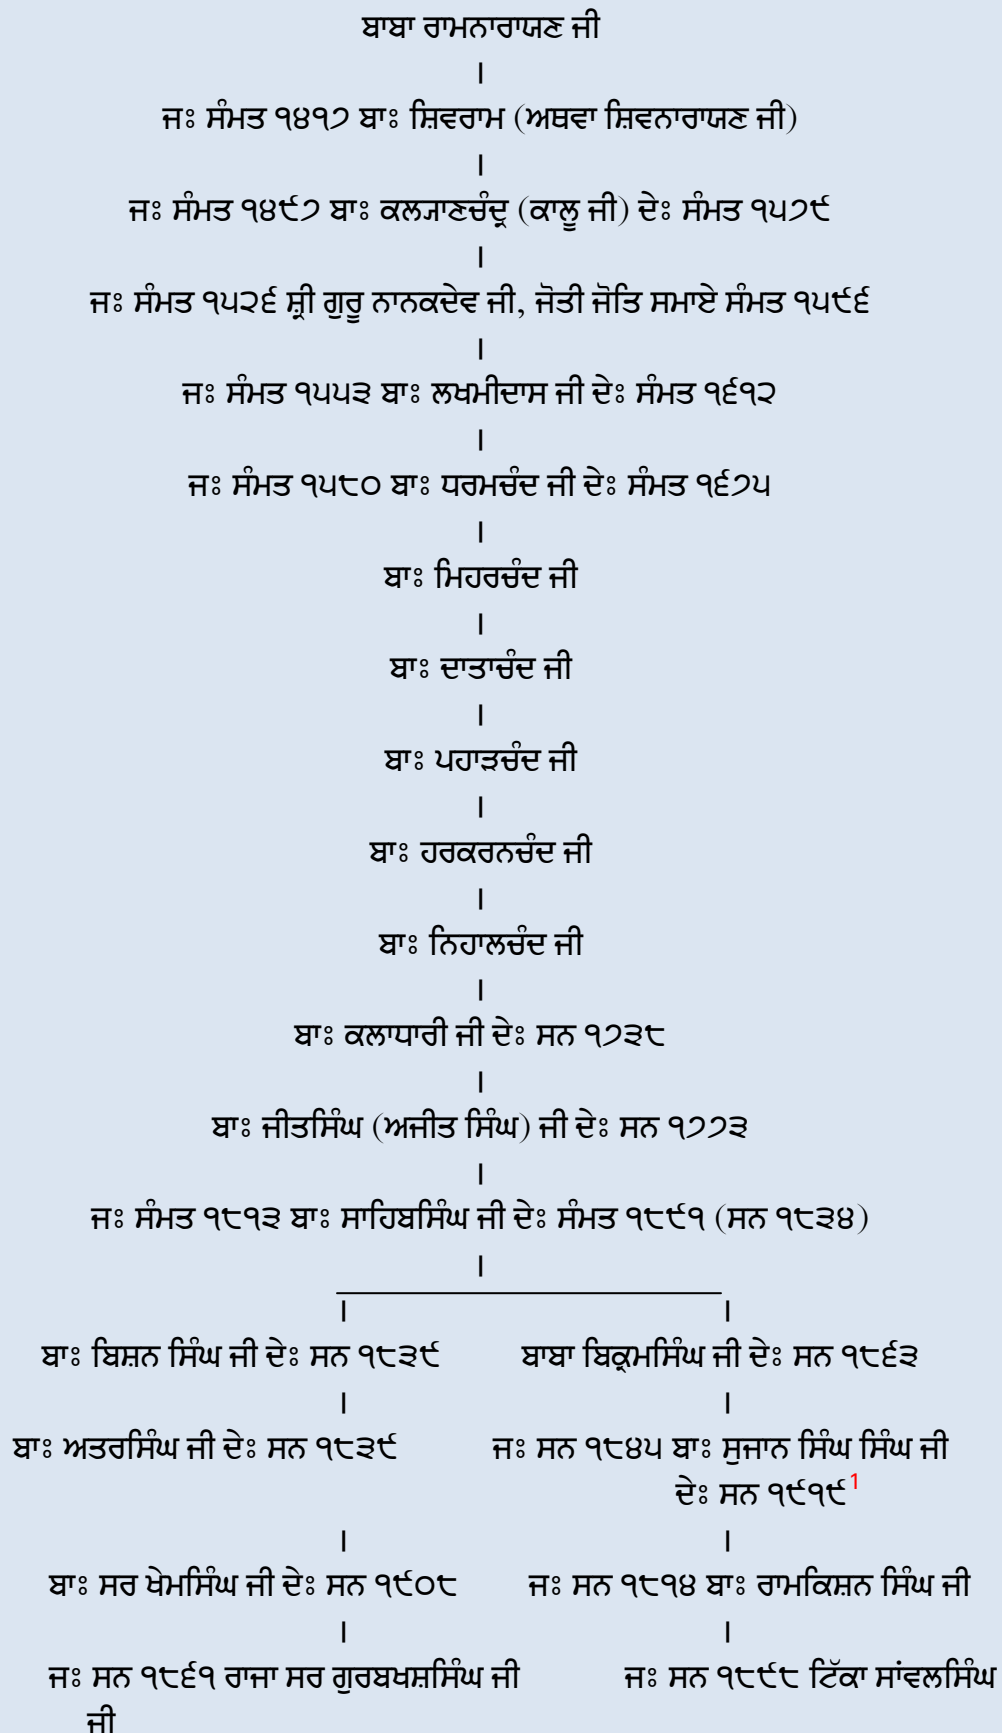 ਬਾਬਾ ਰਾਮਨਾਰਾਯਣ ਜੀ
ਜਃ ਸੰਮਤ ੧੪੧੭ ਬਾਃ ਸ਼ਿਵਰਾਮ (ਅਥਵਾ ਸ਼ਿਵਨਾਰਾਯਣ ਜੀ)
ਜਃ ਸੰਮਤ ੧੪੯੭ ਬਾਃ ਕਲ੍ਯਾਣਚੰਦ੍ਰ (ਕਾਲੂ ਜੀ) ਦੇਃ ਸੰਮਤ ੧੫੭੯
ਜਃ ਸੰਮਤ ੧੫੨੬ ਸ਼੍ਰੀ ਗੁਰੂ ਨਾਨਕਦੇਵ ਜੀ, ਜੋਤੀ ਜੋਤਿ ਸਮਾਏ ਸੰਮਤ ੧੫੯੬
ਜਃ ਸੰਮਤ ੧੫੫੩ ਬਾਃ ਲਖਮੀਦਾਸ ਜੀ ਦੇਃ ਸੰਮਤ ੧੬੧੨
ਜਃ ਸੰਮਤ ੧੫੮੦ ਬਾਃ ਧਰਮਚੰਦ ਜੀ ਦੇਃ ਸੰਮਤ ੧੬੭੫
ਬਾਃ ਮਿਹਰਚੰਦ ਜੀ
ਬਾਃ ਦਾਤਾਚੰਦ ਜੀ
ਬਾਃ ਪਹਾੜਚੰਦ ਜੀ
ਬਾਃ ਹਰਕਰਨਚੰਦ ਜੀ
ਬਾਃ ਨਿਹਾਲਚੰਦ ਜੀ
ਬਾਃ ਕਲਾਧਾਰੀ ਜੀ ਦੇਃ ਸਨ ੧੭੩੮
ਬਾਃ ਜੀਤਸਿੰਘ (ਅਜੀਤ ਸਿੰਘ) ਜੀ ਦੇਃ ਸਨ ੧੭੭੩
ਜਃ ਸੰਮਤ ੧੮੧੩ ਬਾਃ ਸਾਹਿਬਸਿੰਘ ਜੀ ਦੇਃ ਸੰਮਤ ੧੮੯੧ (ਸਨ ੧੮੩੪)
ਬਾਃ ਬਿਸ਼ਨ ਸਿੰਘ ਜੀ ਦੇਃ ਸਨ ੧੮੩੯ ਬਾਬਾ ਬਿਕ੍ਰਮਸਿੰਘ ਜੀ ਦੇਃ ਸਨ ੧੮੬੩
ਬਾਃ ਅਤਰਸਿੰਘ ਜੀ ਦੇਃ ਸਨ ੧੮੩੯ ਜਃ ਸਨ ੧੮੪੫ ਬਾਃ ਸੁਜਾਨ ਸਿੰਘ ਸਿੰਘ ਜੀ
ਦੇਃ ਸਨ ੧੯੧੯1
ਬਾਃ ਸਰ ਖੇਮਸਿੰਘ ਜੀ ਦੇਃ ਸਨ ੧੯੦੮ ਜਃ ਸਨ ੧੮੧੪ ਬਾਃ ਰਾਮਕਿਸ਼ਨ ਸਿੰਘ ਜੀ
ਜਃ ਸਨ ੧੮੬੧ ਰਾਜਾ ਸਰ ਗੁਰਬਖਸ਼ਸਿੰਘ ਜੀ ਜਃ ਸਨ ੧੮੯੮ ਟਿੱਕਾ ਸਾਂਵਲਸਿੰਘ
ਜੀ